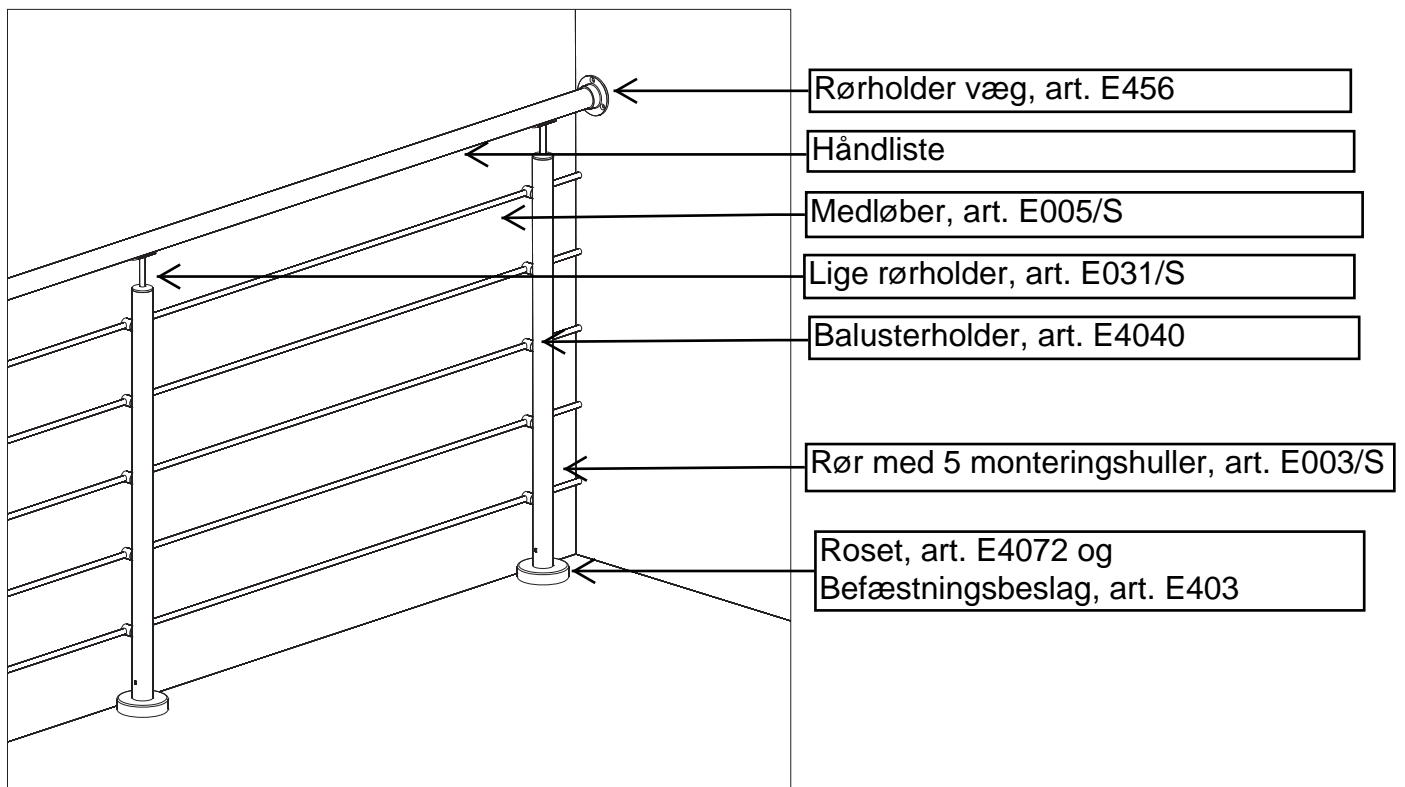 Rørholder væg, art. E456
Håndliste
Medløber, art. E005/S
Lige rørholder, art. E031/S
Balusterholder, art. E4040
Rør med 5 monteringshuller, art. E003/S
Roset, art. E4072 og
Befæstningsbeslag, art. E403